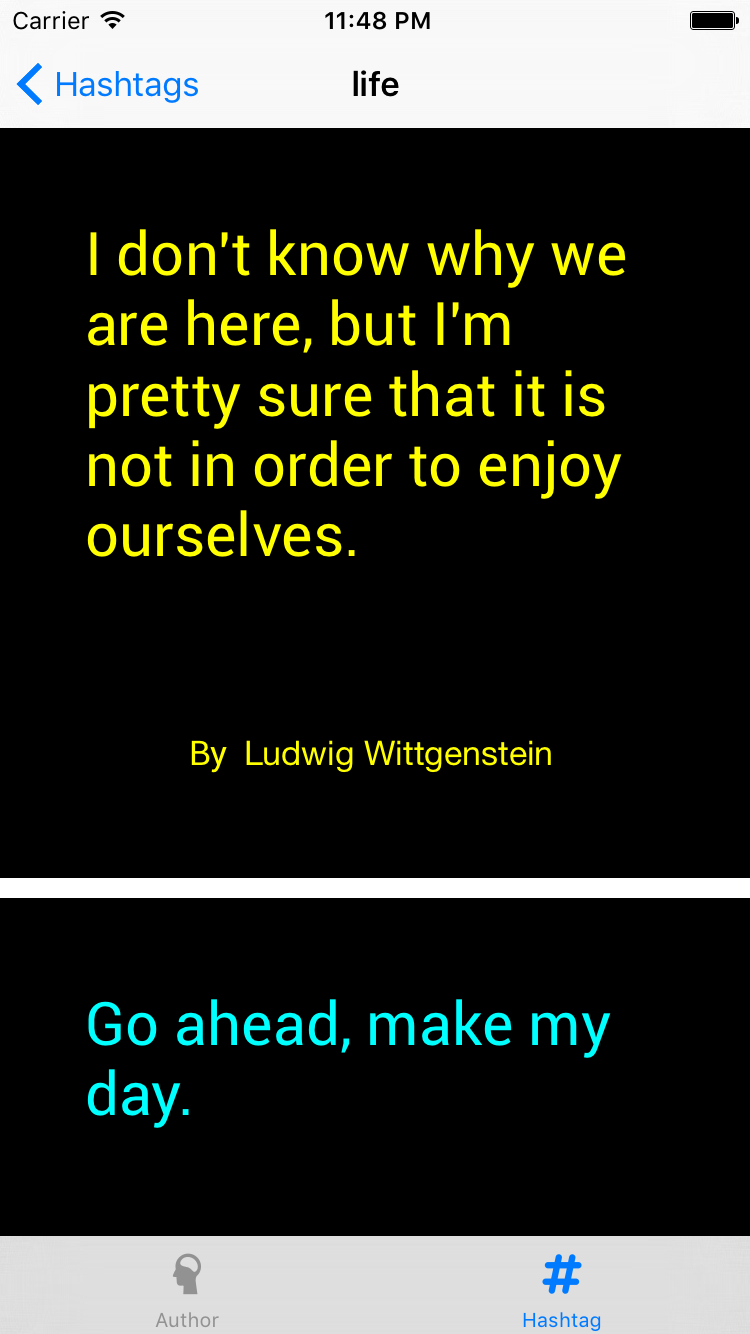 Carrier 11:48 PM
Hashtags life
I don't know why we
are here, but I'm
pretty sure that it is
not in order to enjoy
ourselves.
By Ludwig Wittgenstein
Go ahead, make my
day.
Author Hashtag